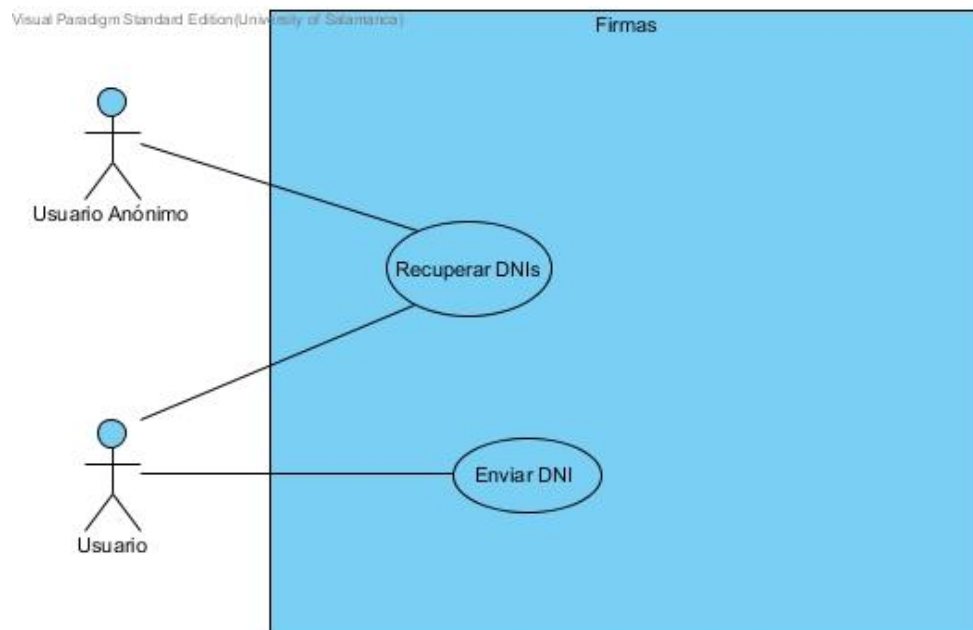 Visual Paradigm Standard Edition(University of Salamanca)
Firmas
Usuario Anónimo
Recuperar DNIs
Enviar DNI
Usuario